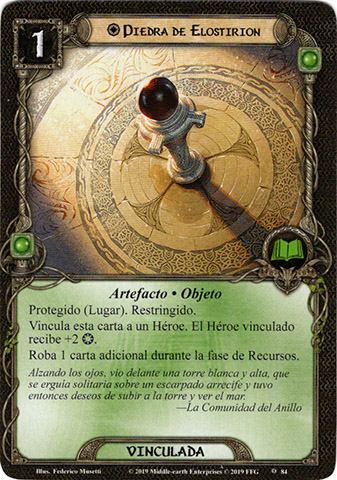 1
PIEDRA DE ELOSTIRION
Artefacto • Objeto
Protegido (Lugar). Restringido.
Vincula esta carta a un Héroe. El Héroe vinculado
recibe +2 .
Roba 1 carta adicional durante la fase de Recursos.
Alzando los ojos, vio delante una torre blanca y alta, que
se erguía solitaria sobre un escarpado arrecife y tuvo
entonces deseos de subir a la torre y ver el mar.
—La Comunidad del Anillo
VINCULADA
Illus. Federico Musetti © 2019 Middle-earth Enterprises © 2019 FFG 84